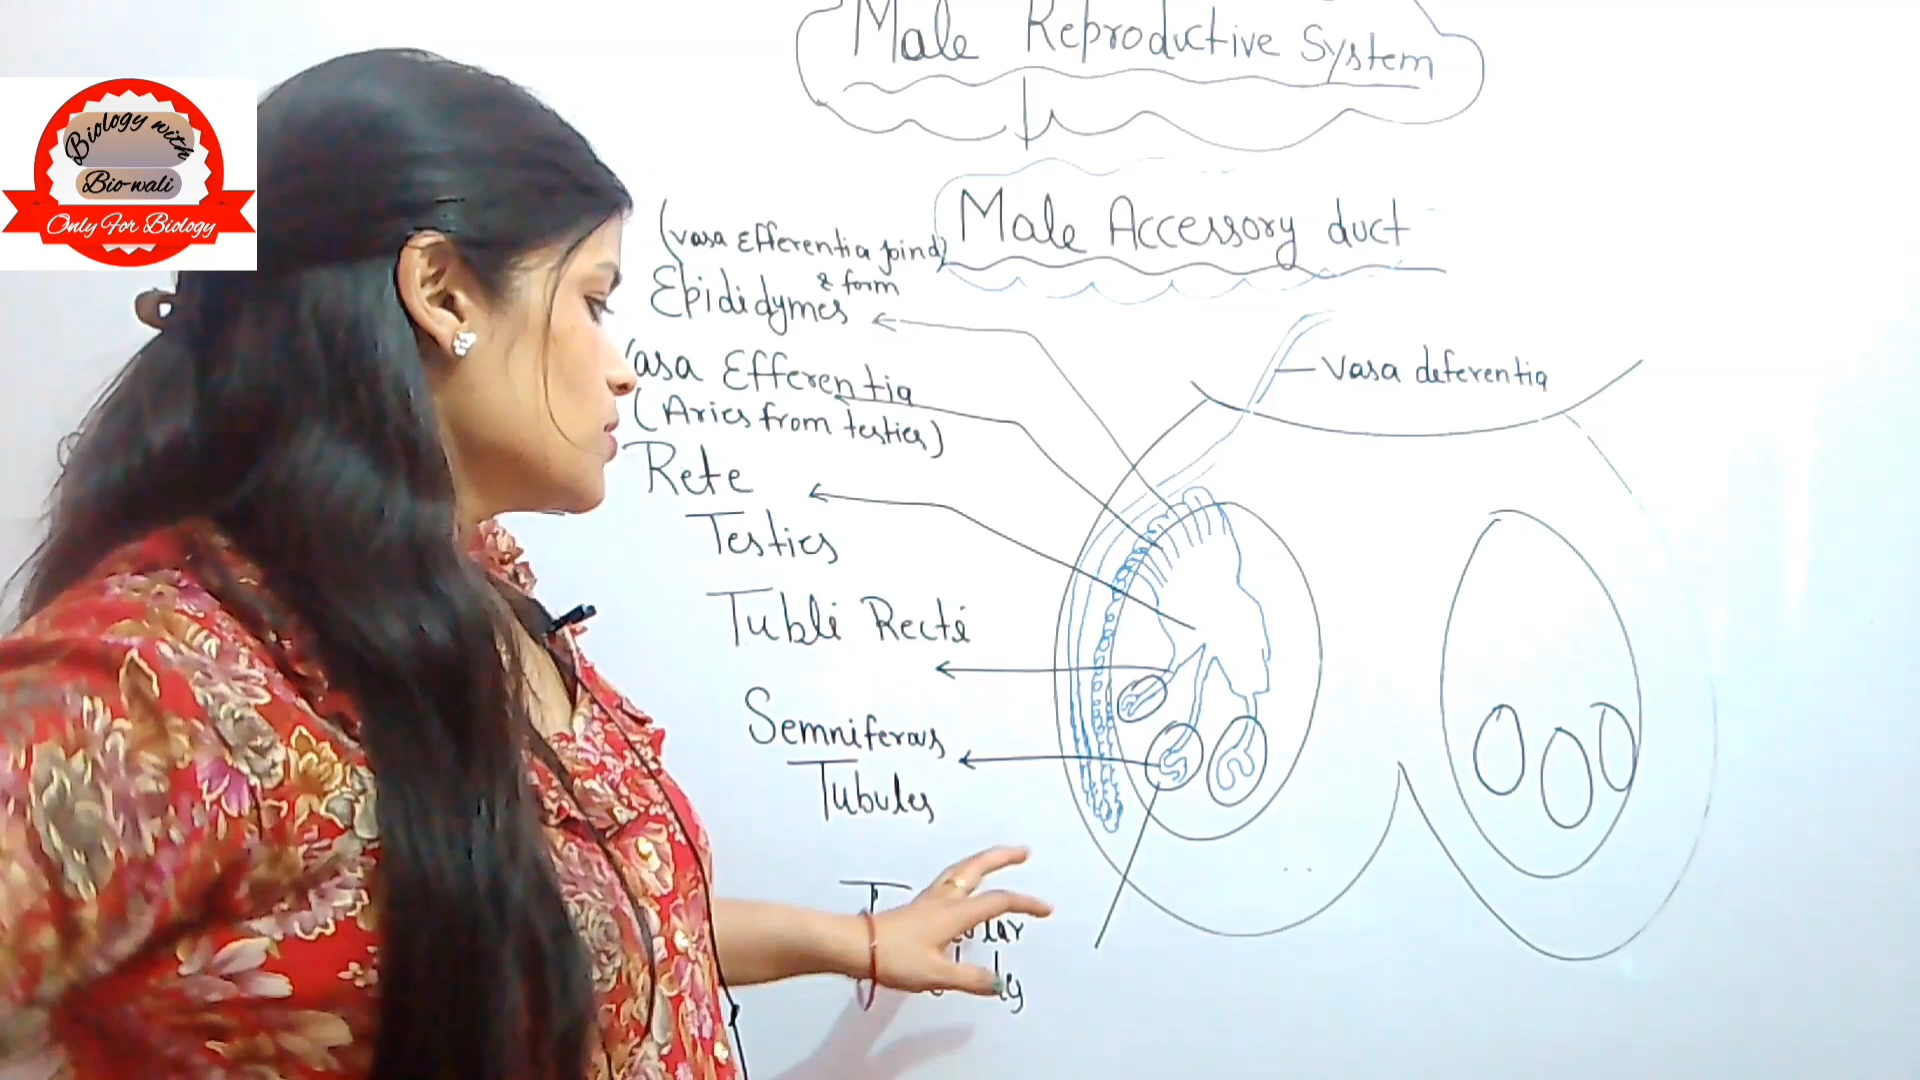 Male Reproductive System
Biology with
Bio-wali
Only For Biology
Male Accessory duct
(vasa Efferentia joind
& form
Epididymes
Vasa deferentia
Vasa Efferentia
(Aries from testies)
Rete
Testies
Tubli Recti
Semniferous
Tubules